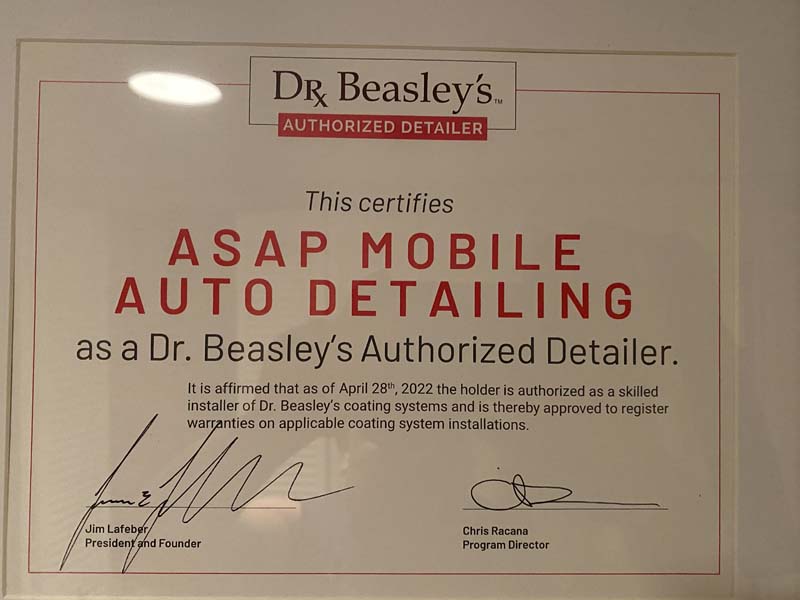 DRx Beasley's™
AUTHORIZED DETAILER
This certifies
ASAP MOBILE
AUTO DETAILING
as a Dr. Beasley's Authorized Detailer.
It is affirmed that as of April 28th, 2022 the holder is authorized as a skilled
installer of Dr. Beasley's coating systems and is thereby approved to register
warranties on applicable coating system installations.
Jim Lafeber
President and Founder
Chris Racana
Program Director